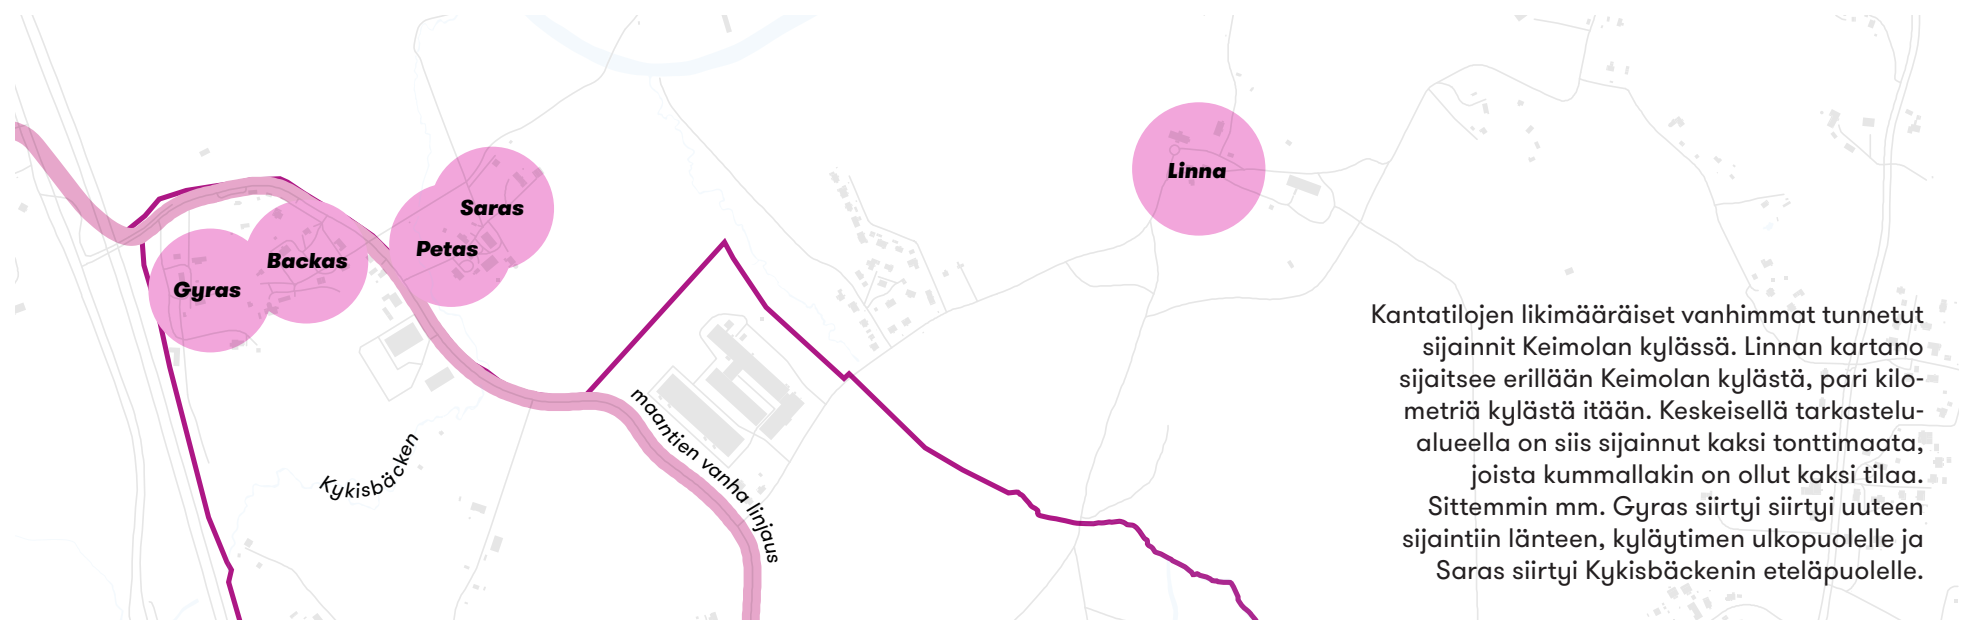 Linna
Saras
Petas
Backas
Gyras
Kykisbäcken
maantien vanha linjaus
Kantatilojen likimääräiset vanhimmat tunnetut
sijainnit Keimolan kylässä. Linnan kartano
sijaitsee erillään Keimolan kylästä, pari kilo-
metriä kylästä itään. Keskeisellä tarkastelu-
alueella on siis sijainnut kaksi tonttimaata,
joista kummallakin on ollut kaksi tilaa.
Sittemmin mm. Gyras siirtyi siirtyi uuteen
sijaintiin länteen, kyläytimen ulkopuolelle ja
Saras siirtyi Kykisbäckenin eteläpuolelle.